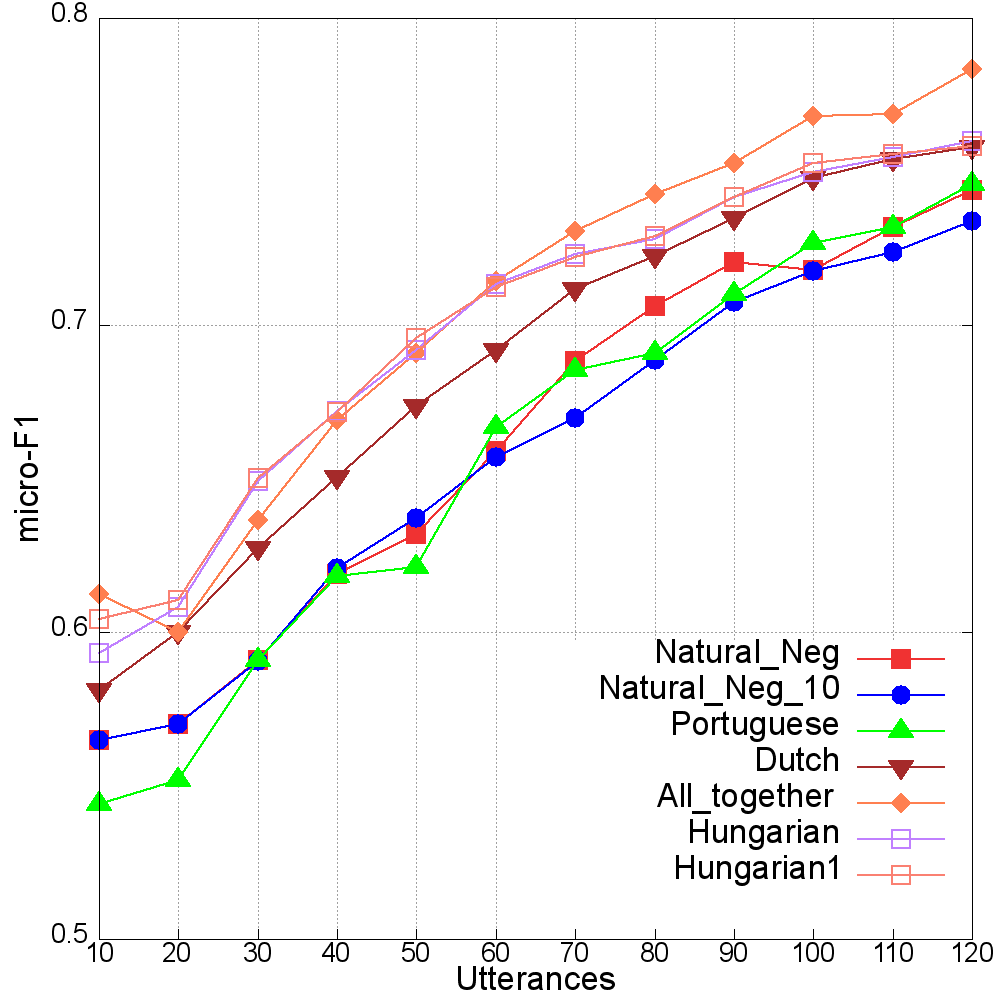 0.8
0.7
0.6
0.5
micro-F1
Natural_Neg
Natural_Neg_10
Portuguese
Dutch
All_together
Hungarian
Hungarian1
10 20 30 40 50 60 70 80 90 100 110 120
Utterances